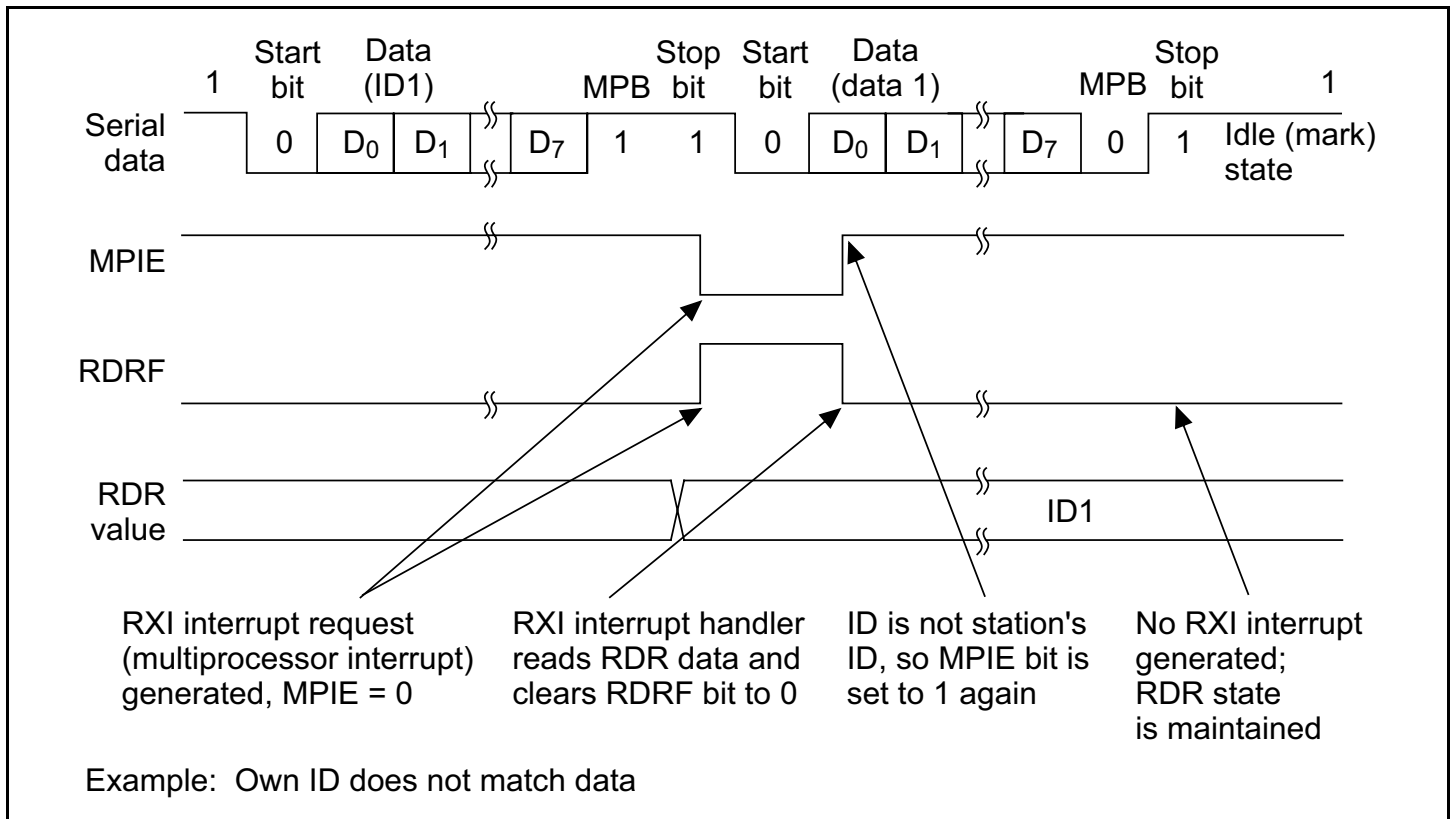 Start Data Stop Start Data Stop
1 bit (ID1) MPB bit bit (data 1) MPB bit 1
Serial data
0 D0 D1 D7 1 1 0 D0 D1 D7 0 1 Idle (mark) state
MPIE
RDRF
RDR
value
ID1
RXI interrupt request
(multiprocessor interrupt)
generated, MPIE = 0
RXI interrupt handler
reads RDR data and
clears RDRF bit to 0
ID is not station's
ID, so MPIE bit is
set to 1 again
No RXI interrupt
generated;
RDR state
is maintained
Example: Own ID does not match data